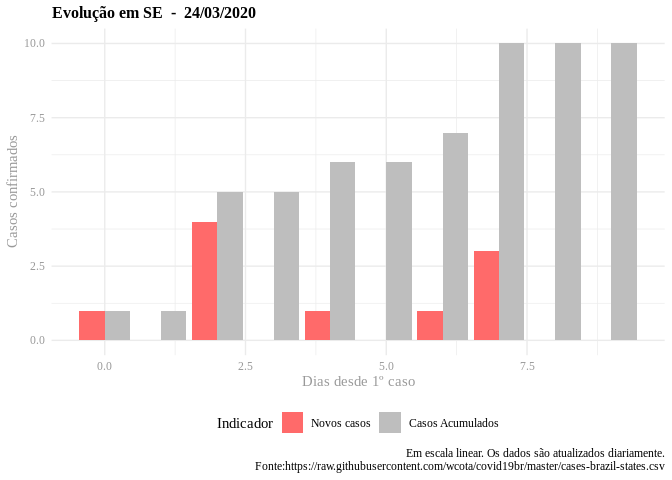 Evolução em SE  -  24/03/2020
Casos confirmados
10.0
7.5
5.0
2.5
0.0
0.0 2.5 5.0 7.5
Dias desde 1º caso
Indicador Novos casos Casos Acumulados
Em escala linear. Os dados são atualizados diariamente.
Fonte:https://raw.githubusercontent.com/wcota/covid19br/master/cases-brazil-states.csv